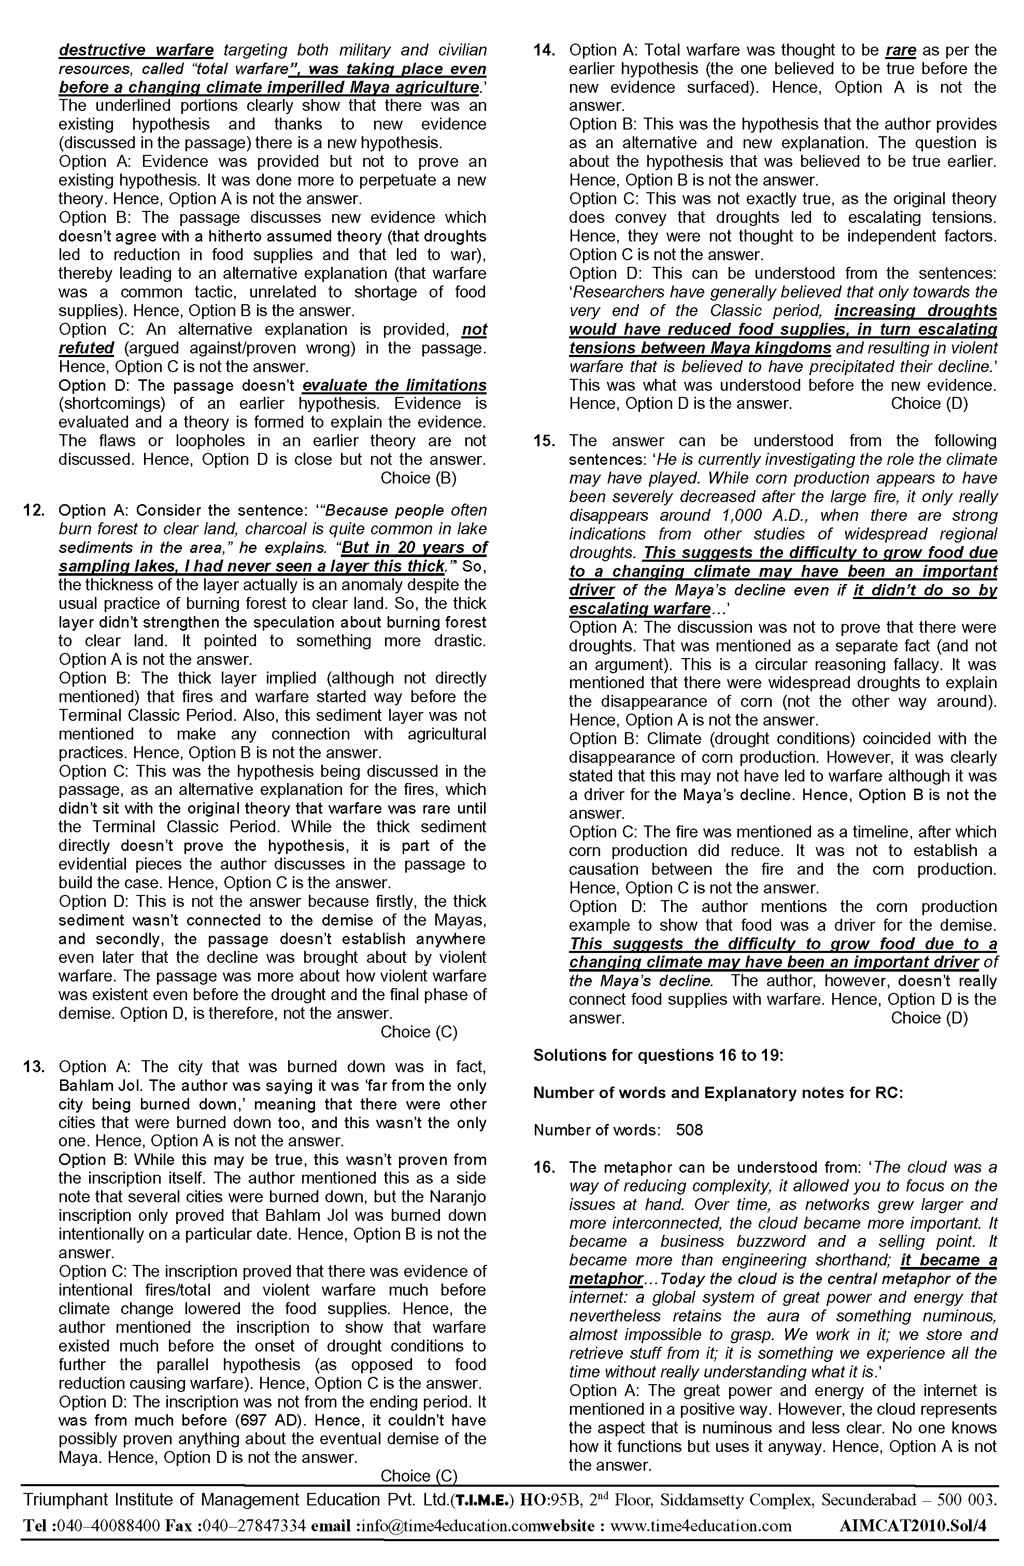 destructive warfare targeting both military and civilian
resources, called “total warfare”, was taking place even
before a changing climate imperilled Maya agriculture.’
The underlined portions clearly show that there was an
existing hypothesis and thanks to new evidence
(discussed in the passage) there is a new hypothesis.
Option A: Evidence was provided but not to prove an
existing hypothesis. It was done more to perpetuate a new
theory. Hence, Option A is not the answer.
Option B: The passage discusses new evidence which
doesn’t agree with a hitherto assumed theory (that droughts
led to reduction in food supplies and that led to war),
thereby leading to an alternative explanation (that warfare
was a common tactic, unrelated to shortage of food
supplies). Hence, Option B is the answer.
Option C: An alternative explanation is provided, not
refuted (argued against/proven wrong) in the passage.
Hence, Option C is not the answer.
Option D: The passage doesn’t evaluate the limitations
(shortcomings) of an earlier hypothesis. Evidence is
evaluated and a theory is formed to explain the evidence.
The flaws or loopholes in an earlier theory are not
discussed. Hence, Option D is close but not the answer.
Choice (B)
12. Option A: Consider the sentence: ‘“Because people often
burn forest to clear land, charcoal is quite common in lake
sediments in the area,” he explains. “But in 20 years of
sampling lakes, I had never seen a layer this thick.”’ So,
the thickness of the layer actually is an anomaly despite the
usual practice of burning forest to clear land. So, the thick
layer didn’t strengthen the speculation about burning forest
to clear land. It pointed to something more drastic.
Option A is not the answer.
Option B: The thick layer implied (although not directly
mentioned) that fires and warfare started way before the
Terminal Classic Period. Also, this sediment layer was not
mentioned to make any connection with agricultural
practices. Hence, Option B is not the answer.
Option C: This was the hypothesis being discussed in the
passage, as an alternative explanation for the fires, which
didn’t sit with the original theory that warfare was rare until
the Terminal Classic Period. While the thick sediment
directly doesn’t prove the hypothesis, it is part of the
evidential pieces the author discusses in the passage to
build the case. Hence, Option C is the answer.
Option D: This is not the answer because firstly, the thick
sediment wasn’t connected to the demise of the Mayas,
and secondly, the passage doesn’t establish anywhere
even later that the decline was brought about by violent
warfare. The passage was more about how violent warfare
was existent even before the drought and the final phase of
demise. Option D, is therefore, not the answer.
Choice (C)
13. Option A: The city that was burned down was in fact,
Bahlam Jol. The author was saying it was ‘far from the only
city being burned down,’ meaning that there were other
cities that were burned down too, and this wasn’t the only
one. Hence, Option A is not the answer.
Option B: While this may be true, this wasn’t proven from
the inscription itself. The author mentioned this as a side
note that several cities were burned down, but the Naranjo
inscription only proved that Bahlam Jol was burned down
intentionally on a particular date. Hence, Option B is not the
answer.
Option C: The inscription proved that there was evidence of
intentional fires/total and violent warfare much before
climate change lowered the food supplies. Hence, the
author mentioned the inscription to show that warfare
existed much before the onset of drought conditions to
further the parallel hypothesis (as opposed to food
reduction causing warfare). Hence, Option C is the answer.
Option D: The inscription was not from the ending period. It
was from much before (697 AD). Hence, it couldn’t have
possibly proven anything about the eventual demise of the
Maya. Hence, Option D is not the answer.
Choice (C)
14. Option A: Total warfare was thought to be rare as per the
earlier hypothesis (the one believed to be true before the
new evidence surfaced). Hence, Option A is not the
answer.
Option B: This was the hypothesis that the author provides
as an alternative and new explanation. The question is
about the hypothesis that was believed to be true earlier.
Hence, Option B is not the answer.
Option C: This was not exactly true, as the original theory
does convey that droughts led to escalating tensions.
Hence, they were not thought to be independent factors.
Option C is not the answer.
Option D: This can be understood from the sentences:
‘Researchers have generally believed that only towards the
very end of the Classic period, increasing droughts
would have reduced food supplies, in turn escalating
tensions between Maya kingdoms and resulting in violent
warfare that is believed to have precipitated their decline.’
This was what was understood before the new evidence.
Hence, Option D is the answer. Choice (D)
15. The answer can be understood from the following
sentences: ‘He is currently investigating the role the climate
may have played. While corn production appears to have
been severely decreased after the large fire, it only really
disappears around 1,000 A.D., when there are strong
indications from other studies of widespread regional
droughts. This suggests the difficulty to grow food due
to a changing climate may have been an important
driver of the Maya’s decline even if it didn’t do so by
escalating warfare…’
Option A: The discussion was not to prove that there were
droughts. That was mentioned as a separate fact (and not
an argument). This is a circular reasoning fallacy. It was
mentioned that there were widespread droughts to explain
the disappearance of corn (not the other way around).
Hence, Option A is not the answer.
Option B: Climate (drought conditions) coincided with the
disappearance of corn production. However, it was clearly
stated that this may not have led to warfare although it was
a driver for the Maya’s decline. Hence, Option B is not the
answer.
Option C: The fire was mentioned as a timeline, after which
corn production did reduce. It was not to establish a
causation between the fire and the corn production.
Hence, Option C is not the answer.
Option D: The author mentions the corn production
example to show that food was a driver for the demise.
This suggests the difficulty to grow food due to a
changing climate may have been an important driver of
the Maya’s decline. The author, however, doesn’t really
connect food supplies with warfare. Hence, Option D is the
answer. Choice (D)
Solutions for questions 16 to 19:
Number of words and Explanatory notes for RC:
Number of words: 508
16. The metaphor can be understood from: ‘The cloud was a
way of reducing complexity, it allowed you to focus on the
issues at hand. Over time, as networks grew larger and
more interconnected, the cloud became more important. It
became a business buzzword and a selling point. It
became more than engineering shorthand; it became a
metaphor…Today the cloud is the central metaphor of the
internet: a global system of great power and energy that
nevertheless retains the aura of something numinous,
almost impossible to grasp. We work in it; we store and
retrieve stuff from it; it is something we experience all the
time without really understanding what it is.’
Option A: The great power and energy of the internet is
mentioned in a positive way. However, the cloud represents
the aspect that is numinous and less clear. No one knows
how it functions but uses it anyway. Hence, Option A is not
the answer.
Triumphant Institute of Management Education Pvt. Ltd.(T.I.M.E.) HO:95B, 2nd Floor, Siddamsetty Complex, Secunderabad – 500 003.
Tel :040–40088400 Fax :040–27847334 email :info@time4education.comwebsite : www.time4education.com AIMCAT2010.Sol/4